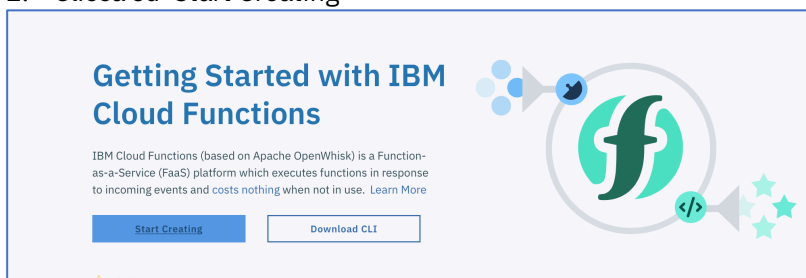 Getting Started with IBM
Cloud Functions
IBM Cloud Functions (based on Apache OpenWhisk) is a Function-
as-a-Service (FaaS) platform which executes functions in response
to incoming events and costs nothing when not in use. Learn More
Start Creating Download CLI